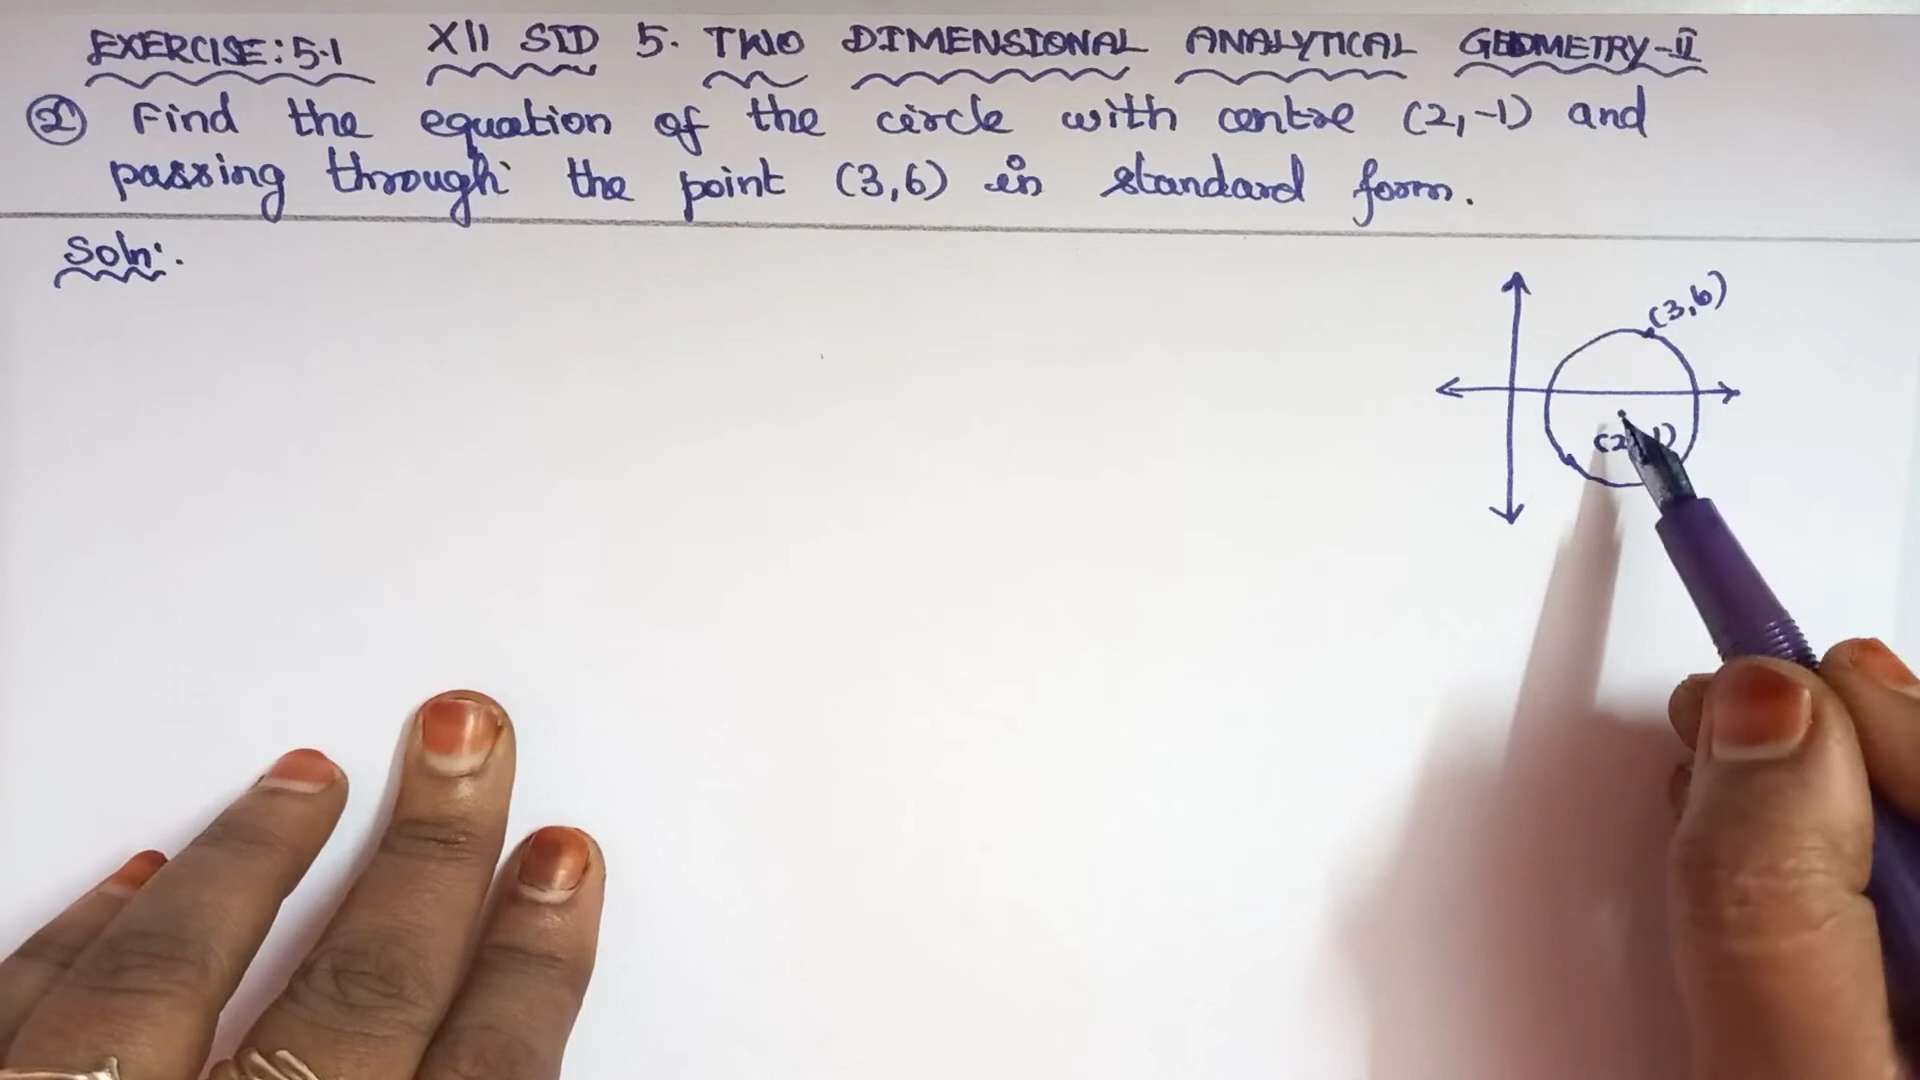 EXERCISE: 5.1 XII STD 5. TWO DIMENSIONAL ANALYTICAL GEOMETRY-II
② Find the equation of the circle with centre (2,-1) and
passing through the point (3,6) in standard form.
Soln:
(3,6)